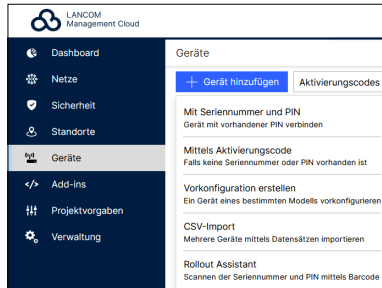 LANCOM
Management Cloud
Dashboard
Netze
Sicherheit
Standorte
Geräte
Add-ins
Projektvorgaben
Verwaltung
Geräte
Gerät hinzufügen
Aktivierungscodes
Mit Seriennummer und PIN
Gerät mit vorhandener PIN verbinden
Mittels Aktivierungscode
Falls keine Seriennummer oder PIN vorhanden ist
Vorkonfiguration erstellen
Ein Gerät eines bestimmten Modells vorkonfigurieren
CSV-Import
Mehrere Geräte mittels Datensätzen importieren
Rollout Assistant
Scannen der Seriennummer und PIN mittels Barcode